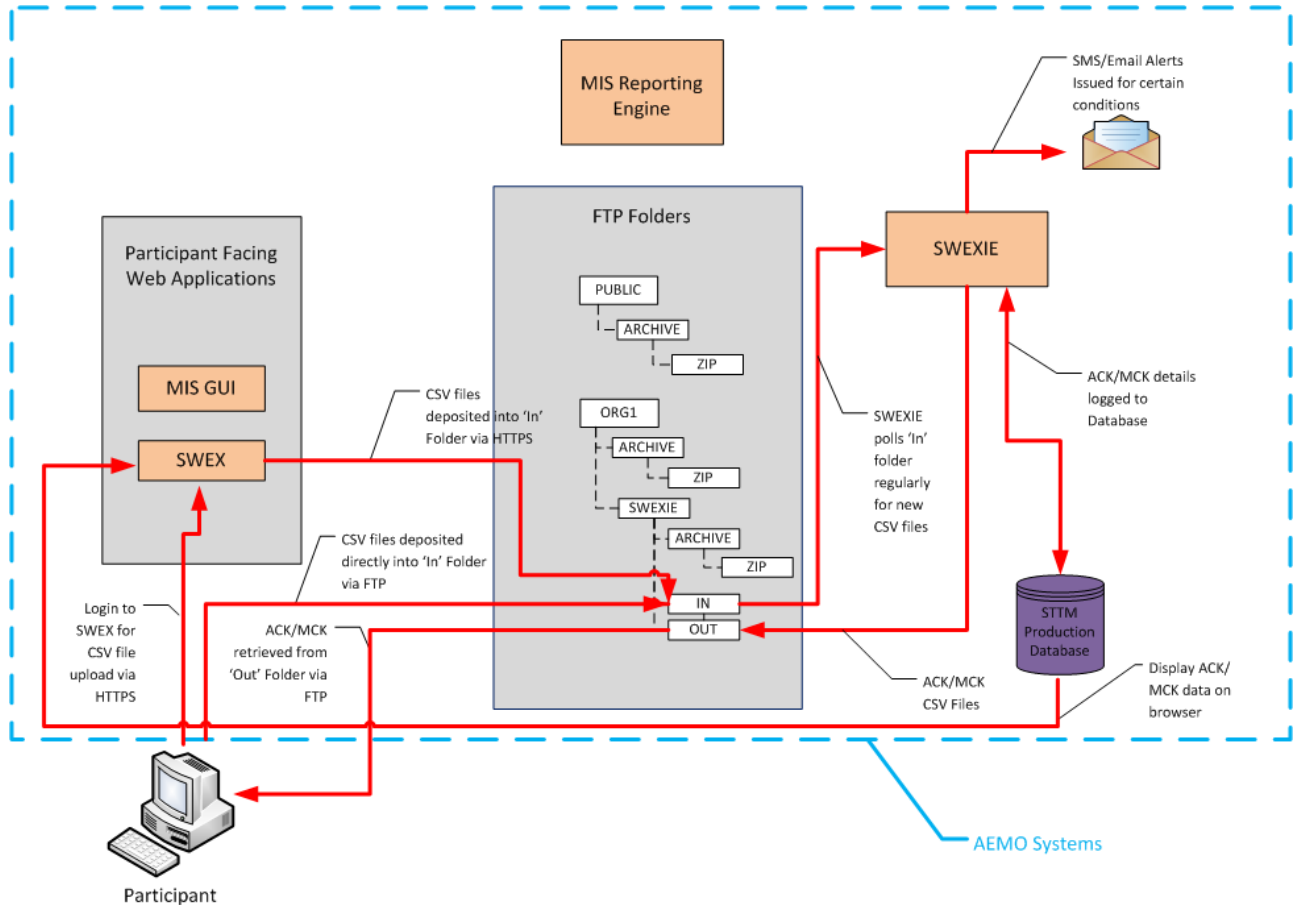 MIS Reporting
Engine
SMS/Email Alerts
Issued for certain
conditions
Participant Facing
Web Applications
MIS GUI
SWEX
CSV files
deposited into ‘In’
Folder via HTTPS
CSV files deposited
directly into ‘In’ Folder
via FTP
Login to
SWEX for
CSV file
upload via
HTTPS
ACK/MCK
retrieved from
‘Out’ Folder via
FTP
FTP Folders
PUBLIC
ARCHIVE
ZIP
ORG1
ARCHIVE
ZIP
SWEXIE
ARCHIVE
ZIP
IN
OUT
SWEXIE
SWEXIE
polls ‘In’
folder
regularly
for new
CSV files
ACK/MCK details
logged to
Database
STTM
Production
Database
ACK/MCK
CSV Files
Display ACK/
MCK data on
browser
AEMO Systems
Participant